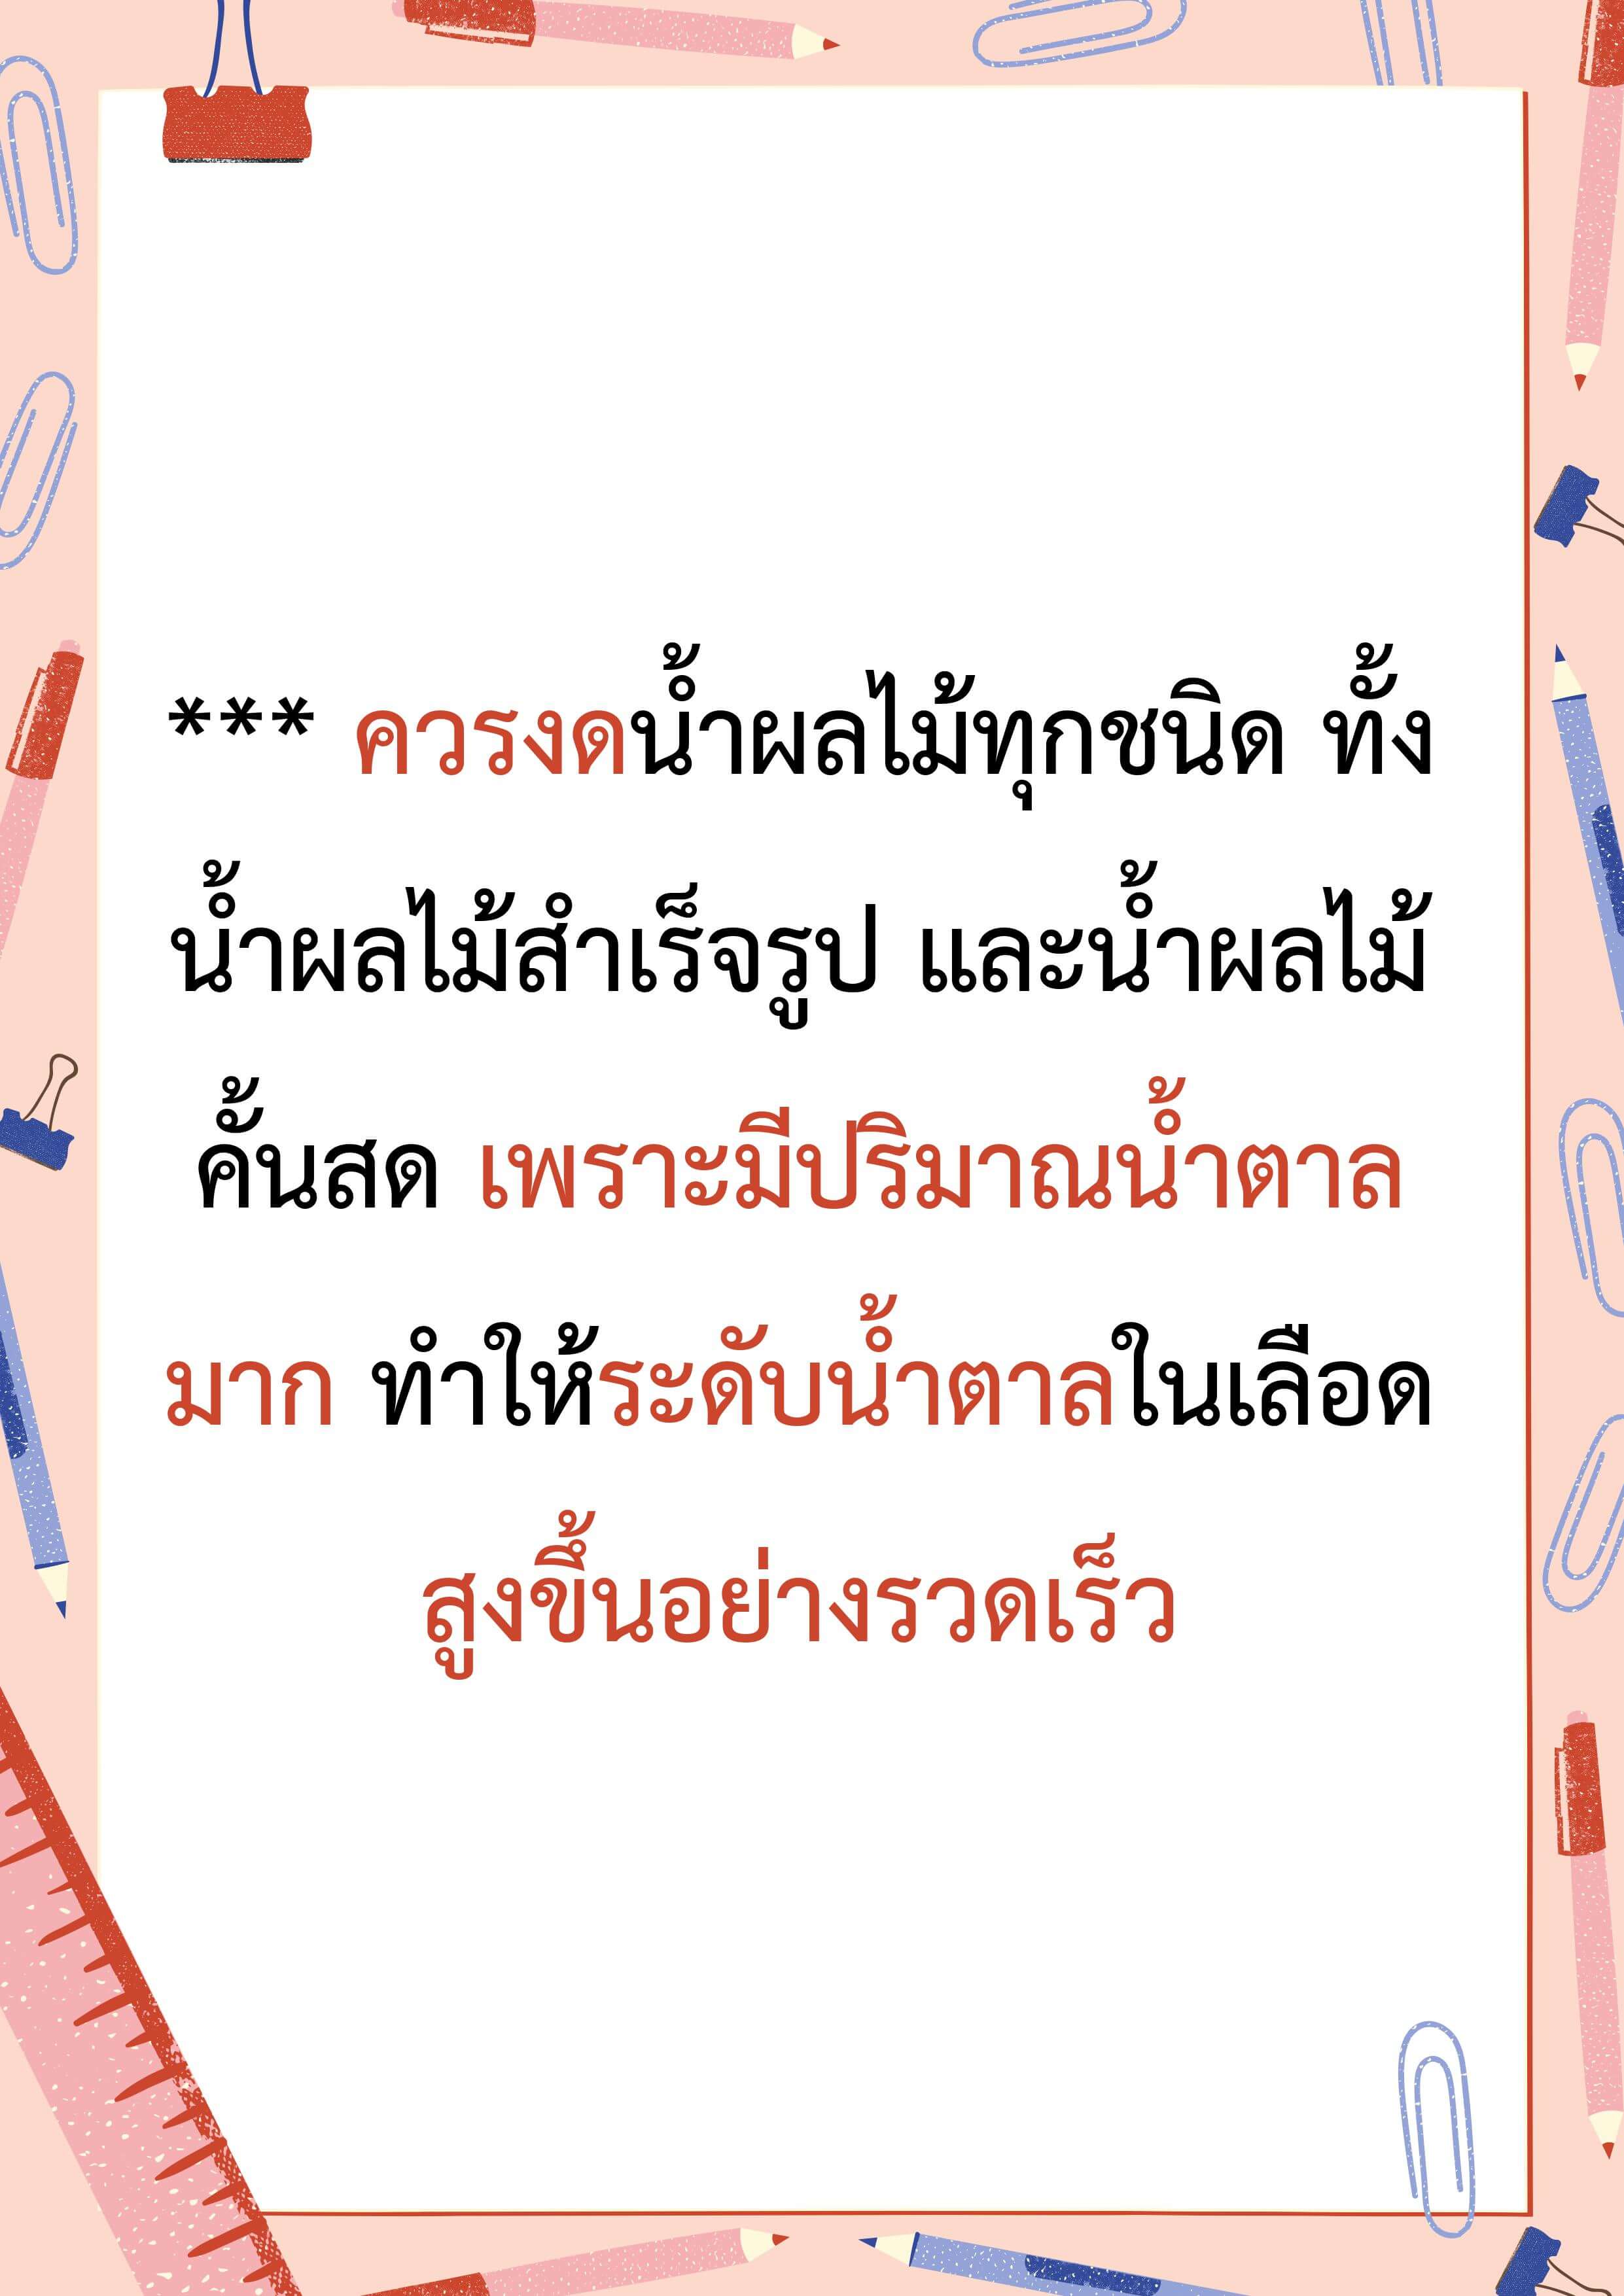 *** ควรงดน้ำผลไม้ทุกชนิด ทั้ง
น้ำผลไม้สำเร็จรูป และน้ำผลไม้
คั้นสด เพราะมีปริมาณน้ำตาล
มาก ทำให้ระดับน้ำตาลในเลือด
สูงขึ้นอย่างรวดเร็ว